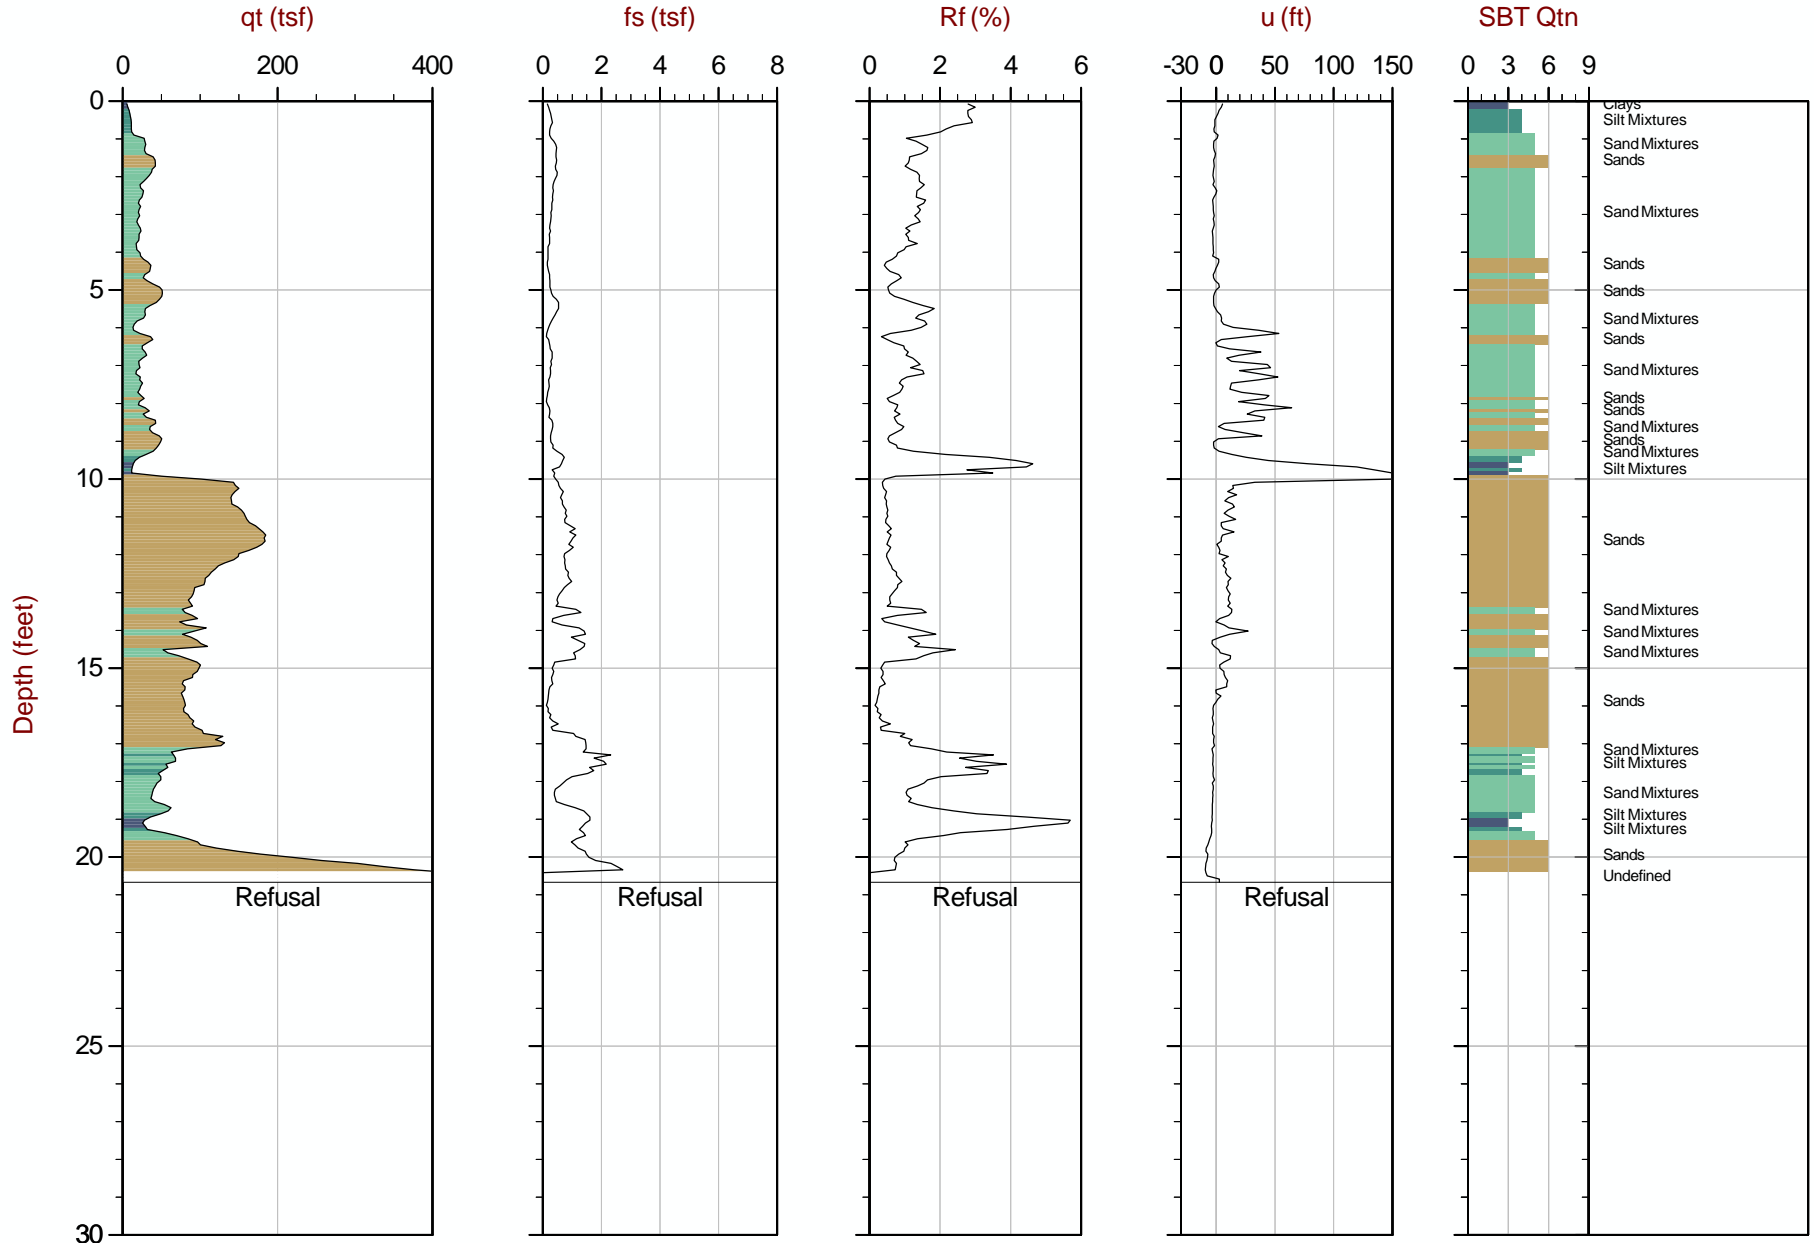 qt (tsf) fs (tsf) Rf (%) u (ft) SBT Qtn
0 200 400 0 2 4 6 8 0 2 4 6 -30 0 50 100 150 0 3 6 9
0
Clays
Silt Mixtures
Sand Mixtures
Sands
Sand Mixtures
Sands
5
Sands
Sand Mixtures
Sands
Sand Mixtures
Sands
Sands
Sand Mixtures
Sands
Sand Mixtures
Silt Mixtures
10
Sands
Sand Mixtures
Sand Mixtures
Sand Mixtures
15
Depth (feet)
Sands
Sand Mixtures
Silt Mixtures
Sand Mixtures
Silt Mixtures
Silt Mixtures
20
Sands
Undefined
Refusal Refusal Refusal Refusal
25
30